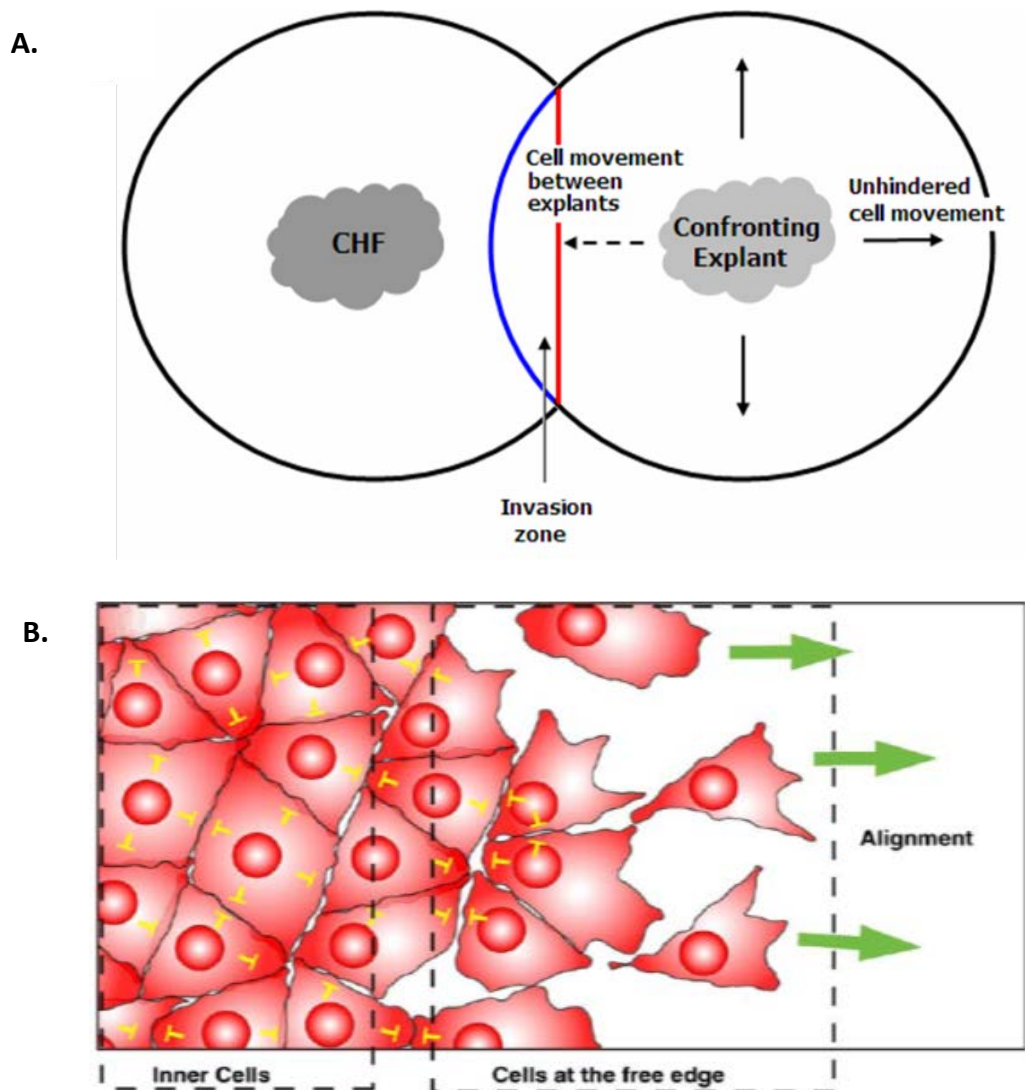 A.
Cell movement
between
explants
Unhindered
cell movement
CHF
Confronting
Explant
Invasion
zone
B.
Alignment
Inner Cells
Cells at the free edge